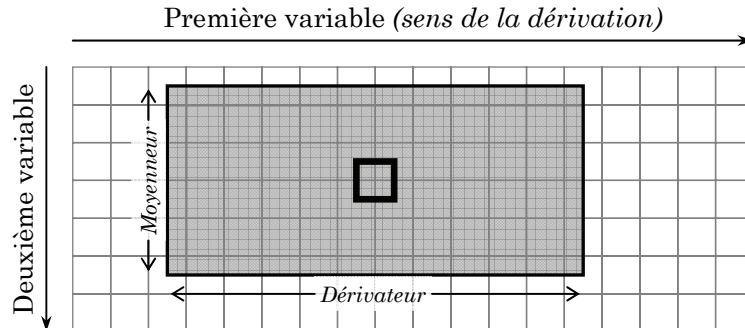 Première variable (sens de la dérivation)
Deuxième variable
Moyenneur
Dérivateur